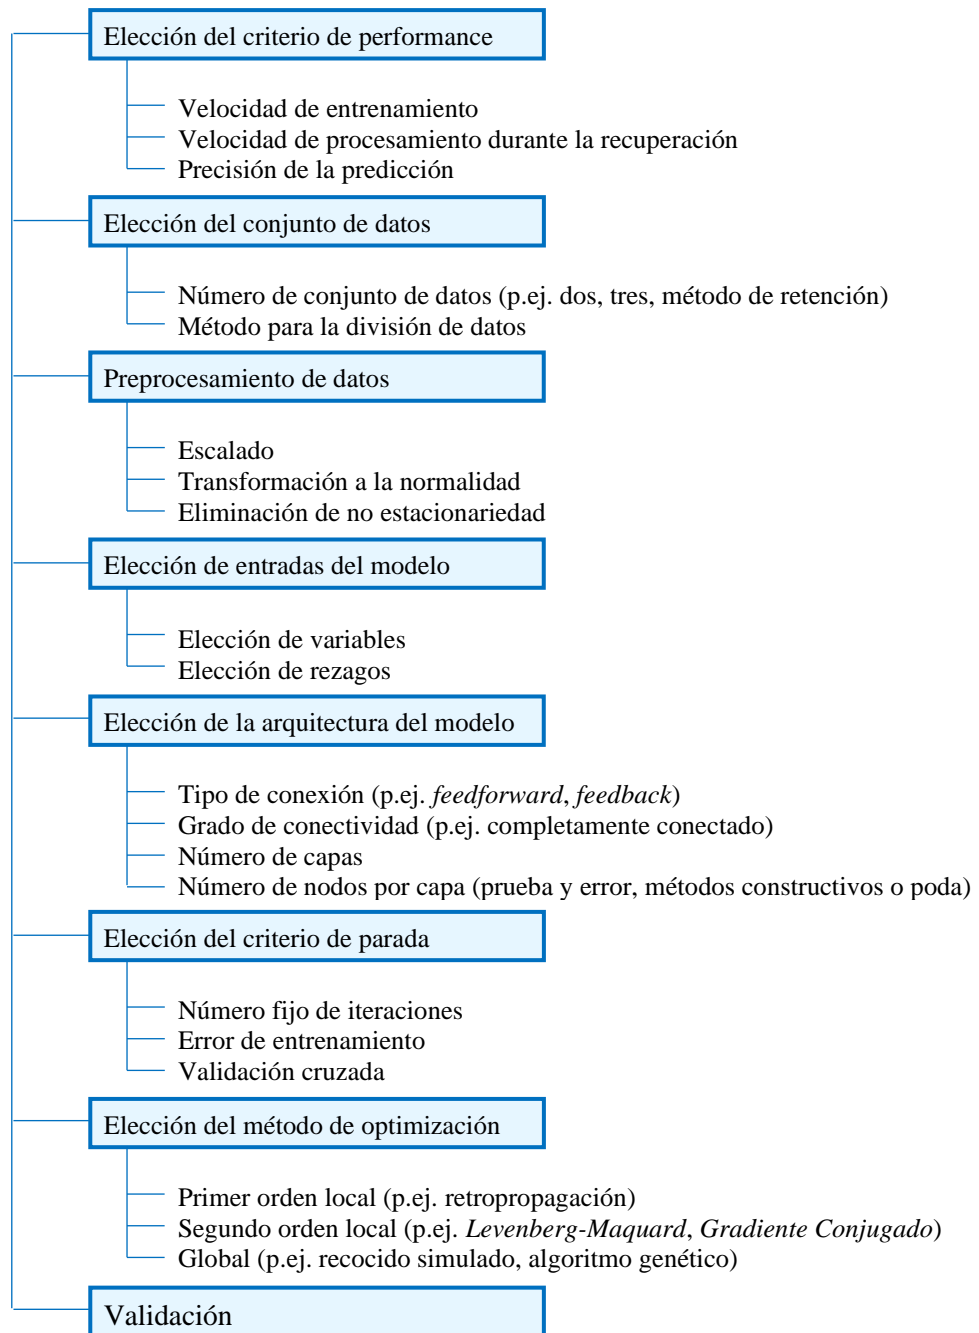 Elección del criterio de performance
Velocidad de entrenamiento
Velocidad de procesamiento durante la recuperación
Precisión de la predicción
Elección del conjunto de datos
Número de conjunto de datos (p.ej. dos, tres, método de retención)
Método para la división de datos
Preprocesamiento de datos
Escalado
Transformación a la normalidad
Eliminación de no estacionariedad
Elección de entradas del modelo
Elección de variables
Elección de rezagos
Elección de la arquitectura del modelo
Tipo de conexión (p.ej. feedforward, feedback)
Grado de conectividad (p.ej. completamente conectado)
Número de capas
Número de nodos por capa (prueba y error, métodos constructivos o poda)
Elección del criterio de parada
Número fijo de iteraciones
Error de entrenamiento
Validación cruzada
Elección del método de optimización
Primer orden local (p.ej. retropropagación)
Segundo orden local (p.ej. Levenberg-Maquard, Gradiente Conjugado)
Global (p.ej. recocido simulado, algoritmo genético)
Validación